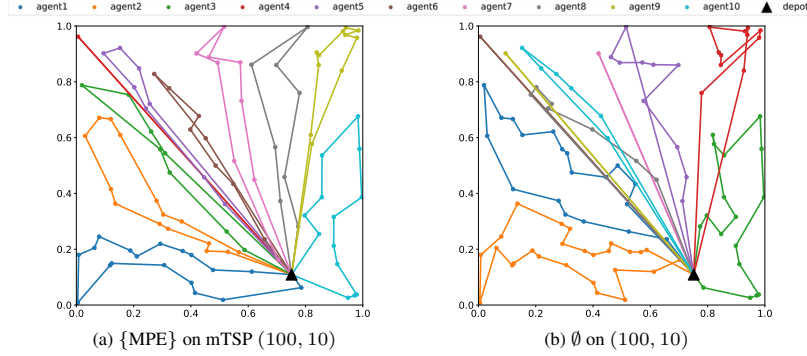 agent1 agent2 agent3 agent4 agent5 agent6 agent7 agent8 agent9 agent10 depot
1.0 1.0
0.8 0.8
0.6 0.6
0.4 0.4
0.2 0.2
0.0 0.0
0.0 0.2 0.4 0.6 0.8 1.0 0.0 0.2 0.4 0.6 0.8 1.0
(a) {MPE} on mTSP (100, 10) (b) ∅ on (100, 10)